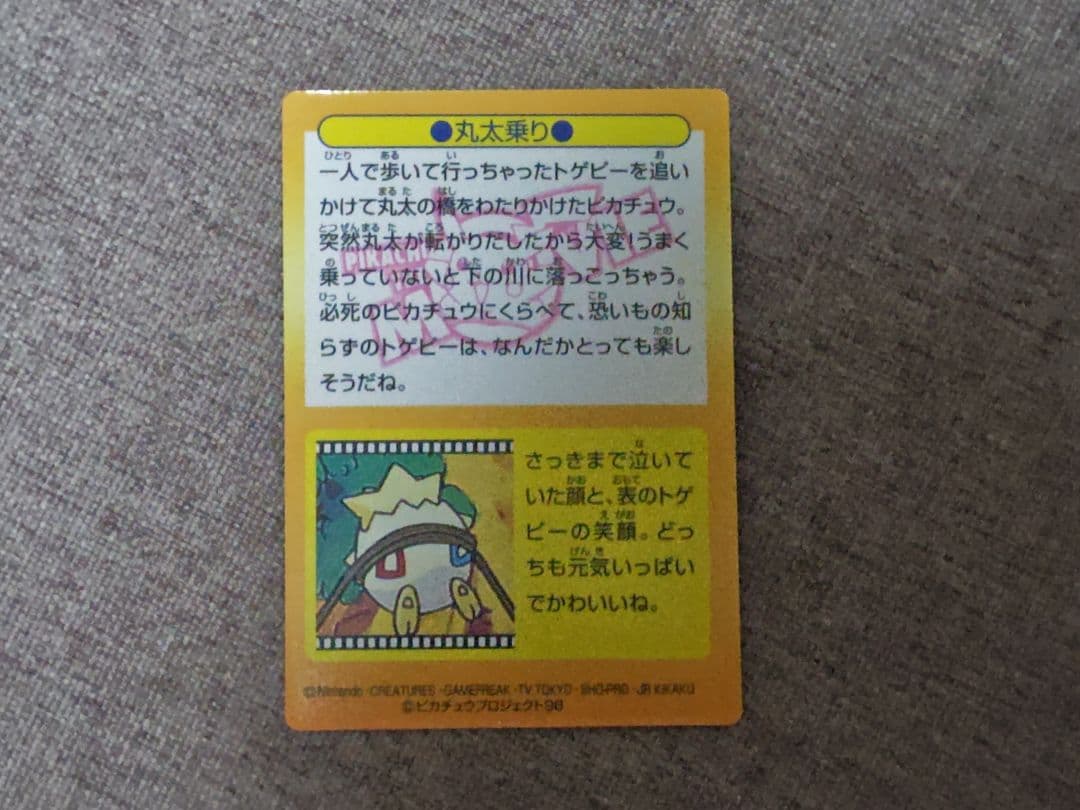 ●丸太乗り●
一人で歩いて行っちゃったトゲピーを追い
かけて丸太の橋をわたりかけたピカチュウ。
突然丸太が転がりだしたから大変！うまく
乗っていないと下の川に落っこっちゃう。
必死のピカチュウにくらべて、恐いもの知
らずのトゲピーは、なんだかとっても楽し
そうだね。
PIKACHU
MOVIE
さっきまで泣いて
いた顔と、表のトゲ
ピーの笑顔。どっ
ちも元気いっぱい
でかわいいね。
©Nintendo・CREATURES・GAMEFREAK・TV TOKYO・SHO-PRO・JR KIKAKU
©ピカチュウプロジェクト98